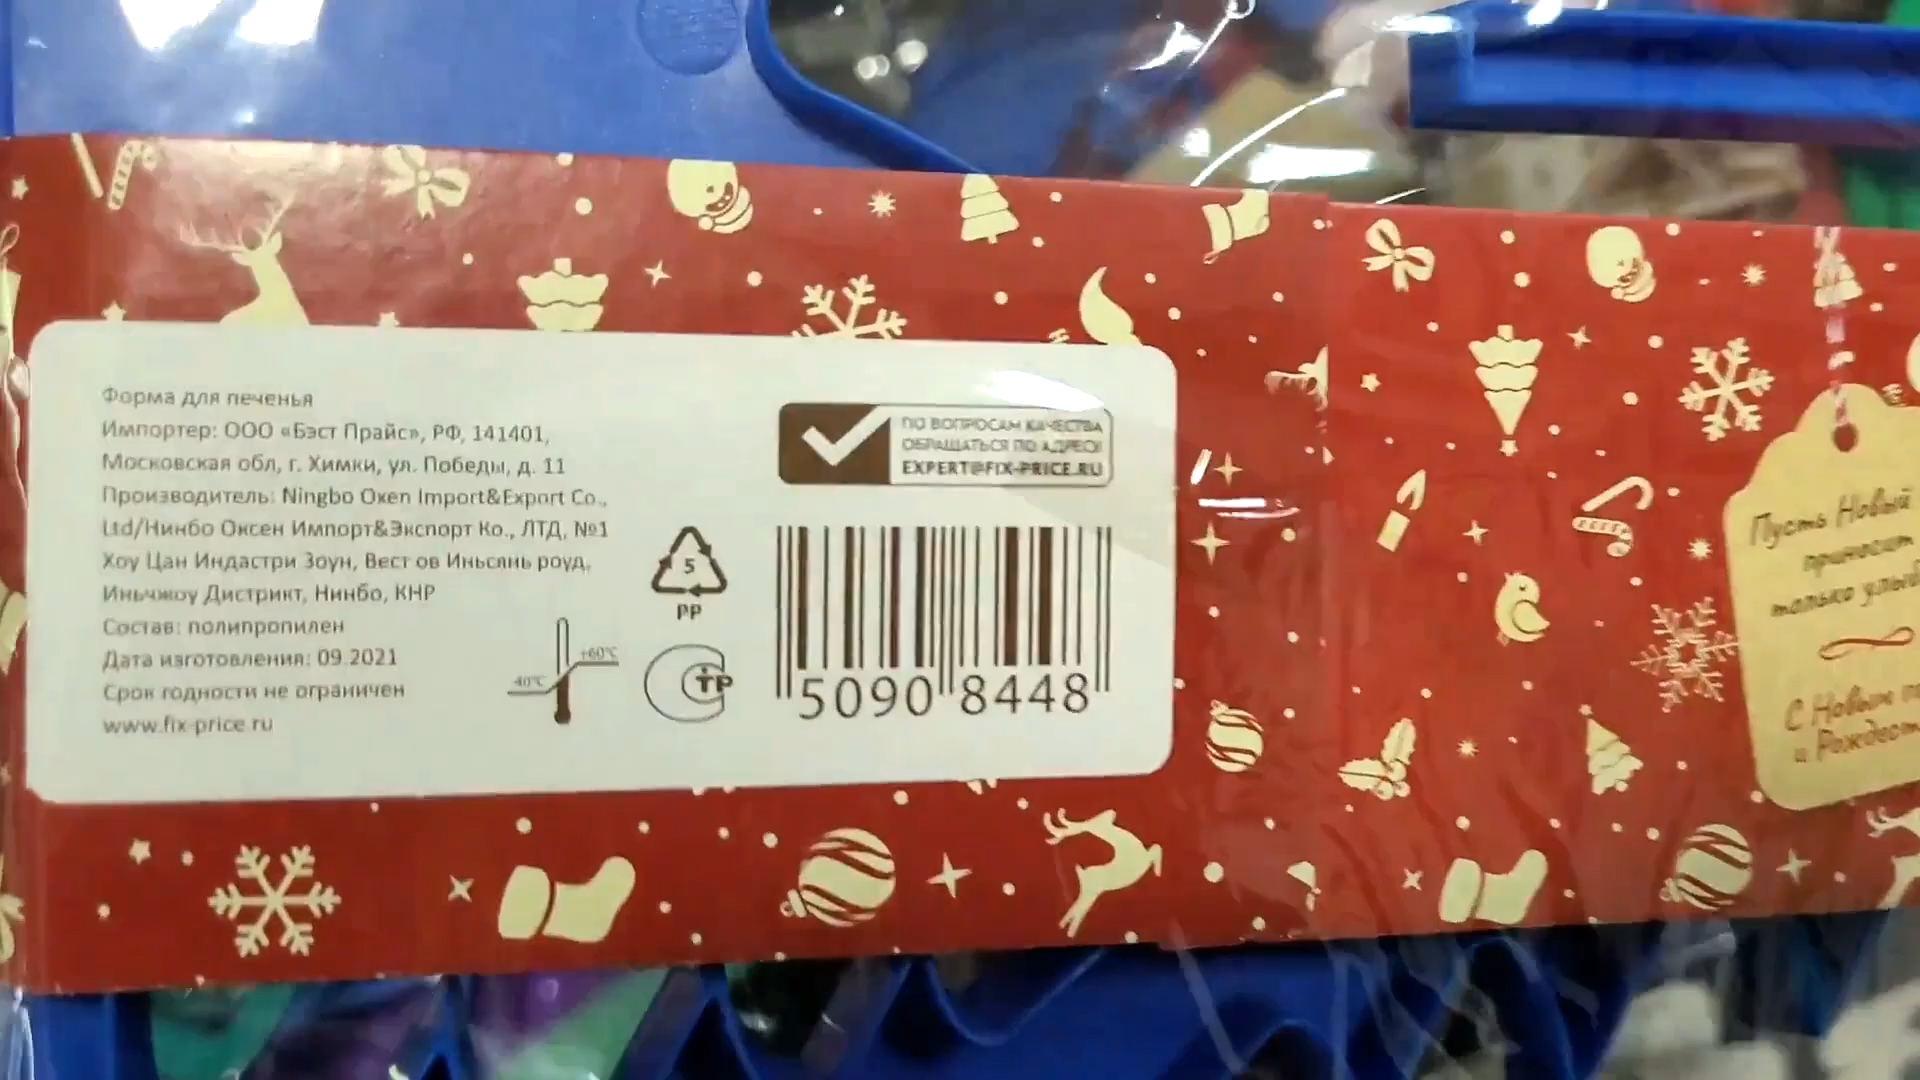 Форма для печенья
Импортер: ООО «Бэст Прайс», РФ, 141401,
Московская обл, г. Химки, ул. Победы, д. 11
Производитель: Ningbo Oxen Import&Export Co.,
Ltd/Нинбо Оксен Импорт&Экспорт Ко., ЛТД, №1
Хоу Цан Индастри Зоун, Вест ов Иньсянь роуд,
Иньчжоу Дистрикт, Нинбо, КНР
Состав: полипропилен
Дата изготовления: 09.2021
Срок годности не ограничен
www.fix-price.ru
-40°C
+60°C
5
PP
СТР
ПО ВОПРОСАМ КАЧЕСТВА
ОБРАЩАТЬСЯ ПО АДРЕСУ
EXPERT@FIX-PRICE.RU
5090 8448
Пусть Новый
приносит
только
С Новым
и